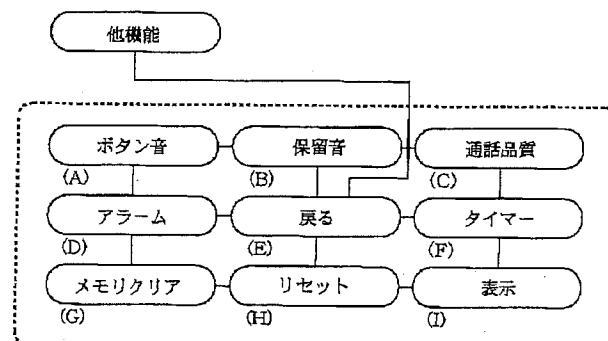 他機能
ボタン音 保留音 通話品質
(A) (B) (C)
アラーム 戻る タイマー
(D) (E) (F)
メモリクリア リセット 表示
(G) (H) (I)